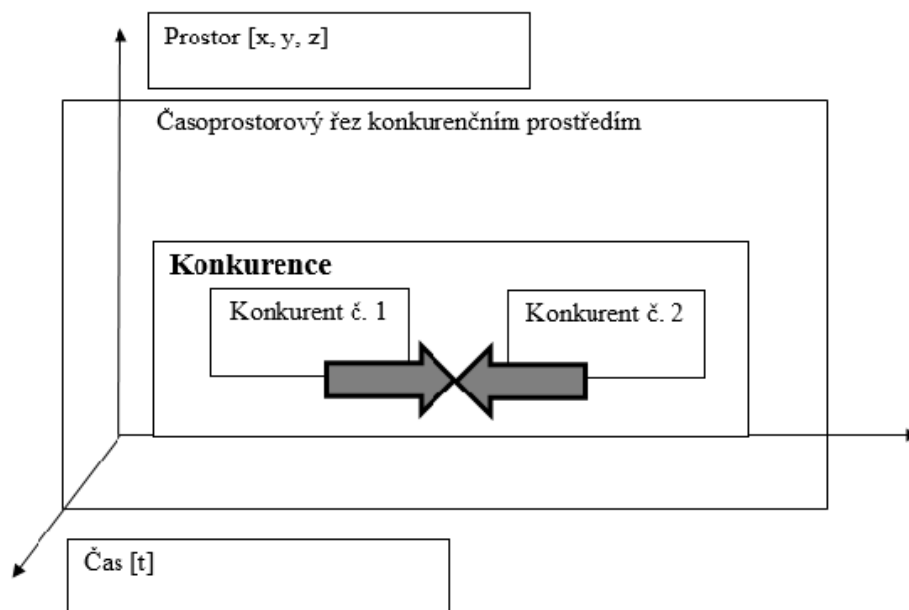 Prostor [x, y, z]
Časoprostorový řez konkurenčním prostředím
Konkurence
Konkurent č. 1
Konkurent č. 2
Čas [t]